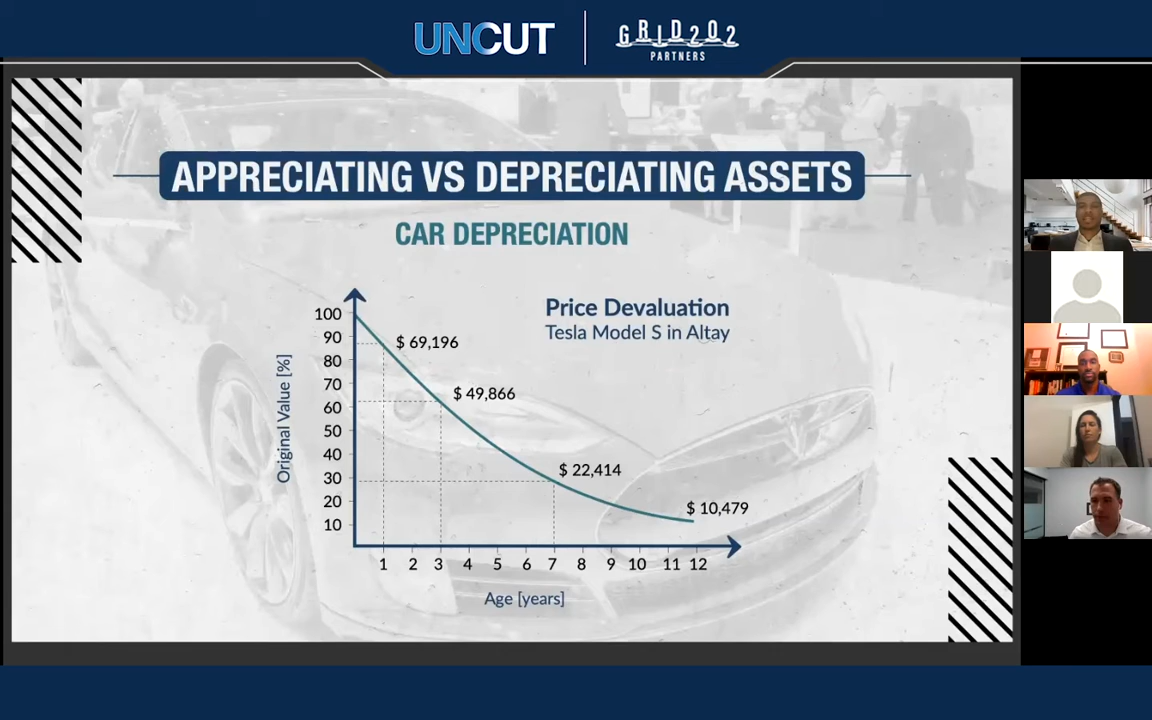 UNCUT
GRID202
PARTNERS
APPRECIATING VS DEPRECIATING ASSETS
CAR DEPRECIATION
Price Devaluation
Tesla Model S in Altay
Original Value [%]
100
90
80
70
60
50
40
30
20
10
$ 69,196
$ 49,866
$ 22,414
$ 10,479
1 2 3 4 5 6 7 8 9 10 11 12
Age [years]